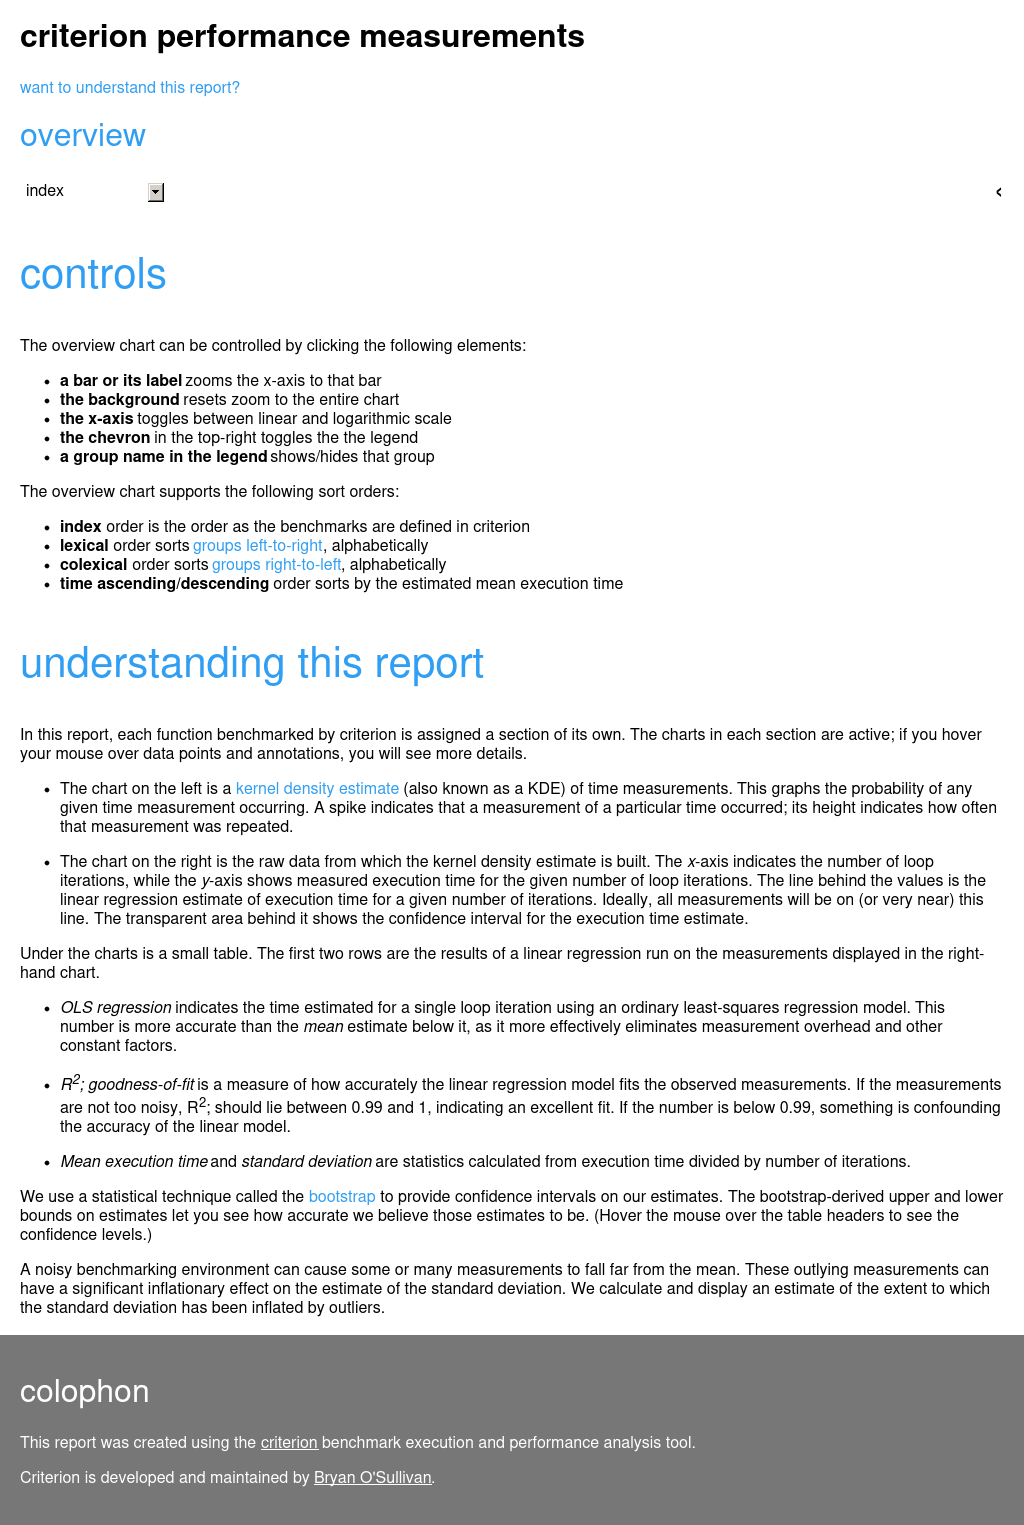 criterion performance measurements
want to understand this report?
overview
index
‹
controls
The overview chart can be controlled by clicking the following elements:
• a bar or its label zooms the x-axis to that bar
• the background resets zoom to the entire chart
• the x-axis toggles between linear and logarithmic scale
• the chevron in the top-right toggles the the legend
• a group name in the legend shows/hides that group
The overview chart supports the following sort orders:
• index order is the order as the benchmarks are defined in criterion
• lexical order sorts groups left-to-right, alphabetically
• colexical order sorts groups right-to-left, alphabetically
• time ascending/descending order sorts by the estimated mean execution time
understanding this report
In this report, each function benchmarked by criterion is assigned a section of its own. The charts in each section are active; if you hover
your mouse over data points and annotations, you will see more details.
• The chart on the left is a kernel density estimate (also known as a KDE) of time measurements. This graphs the probability of any
given time measurement occurring. A spike indicates that a measurement of a particular time occurred; its height indicates how often
that measurement was repeated.
• The chart on the right is the raw data from which the kernel density estimate is built. The x-axis indicates the number of loop
iterations, while the y-axis shows measured execution time for the given number of loop iterations. The line behind the values is the
linear regression estimate of execution time for a given number of iterations. Ideally, all measurements will be on (or very near) this
line. The transparent area behind it shows the confidence interval for the execution time estimate.
Under the charts is a small table. The first two rows are the results of a linear regression run on the measurements displayed in the right-
hand chart.
• OLS regression indicates the time estimated for a single loop iteration using an ordinary least-squares regression model. This
number is more accurate than the mean estimate below it, as it more effectively eliminates measurement overhead and other
constant factors.
• R²; goodness-of-fit is a measure of how accurately the linear regression model fits the observed measurements. If the measurements
are not too noisy, R²; should lie between 0.99 and 1, indicating an excellent fit. If the number is below 0.99, something is confounding
the accuracy of the linear model.
• Mean execution time and standard deviation are statistics calculated from execution time divided by number of iterations.
We use a statistical technique called the bootstrap to provide confidence intervals on our estimates. The bootstrap-derived upper and lower
bounds on estimates let you see how accurate we believe those estimates to be. (Hover the mouse over the table headers to see the
confidence levels.)
A noisy benchmarking environment can cause some or many measurements to fall far from the mean. These outlying measurements can
have a significant inflationary effect on the estimate of the standard deviation. We calculate and display an estimate of the extent to which
the standard deviation has been inflated by outliers.
colophon
This report was created using the criterion benchmark execution and performance analysis tool.
Criterion is developed and maintained by Bryan O'Sullivan.